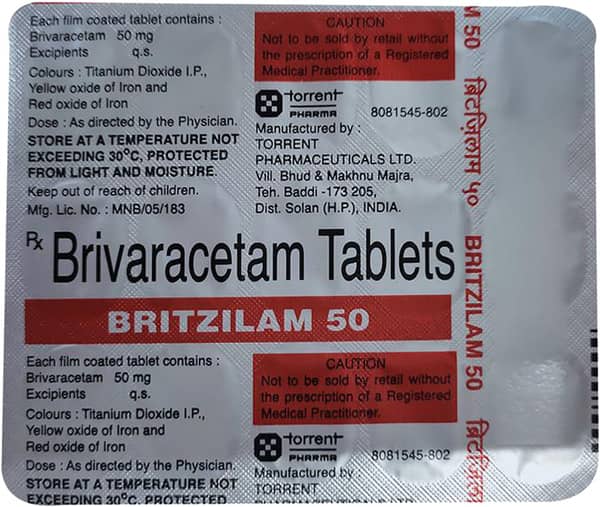 Each film coated tablet contains :
Brivaracetam 50 mg
Excipients q.s.
Colours : Titanium Dioxide I.P.,
Yellow oxide of Iron and
Red oxide of Iron
Dose : As directed by the Physician.
STORE AT A TEMPERATURE NOT
EXCEEDING 30°C, PROTECTED
FROM LIGHT AND MOISTURE.
Keep out of reach of children.
Mfg. Lic. No. : MNB/05/183
CAUTION
Not to be sold by retail without
the prescription of a Registered
Medical Practitioner.
torrent
PHARMA
8081545-802
Manufactured by :
TORRENT
PHARMACEUTICALS LTD.
Vill. Bhud & Makhnu Majra,
Teh. Baddi -173 205,
Dist. Solan (H.P.), INDIA.
Rx Brivaracetam Tablets
BRITZILAM 50
Each film coated tablet contains :
Brivaracetam 50 mg
Excipients q.s.
Colours : Titanium Dioxide I.P.,
Yellow oxide of Iron and
Red oxide of Iron
Dose : As directed by the Physician.
STORE AT A TEMPERATURE NOT
EXCEEDING 30°C, PROTECTED
CAUTION
Not to be sold by retail without
the prescription of a Registered
Medical Practitioner.
torrent
PHARMA
8081545-802
Manufactured by :
TORRENT
PHARMACEUTICALS LTD.
M 50 ब्रिटज़िलाम ५० BRITZILAM 50 ब्रिटज़िला